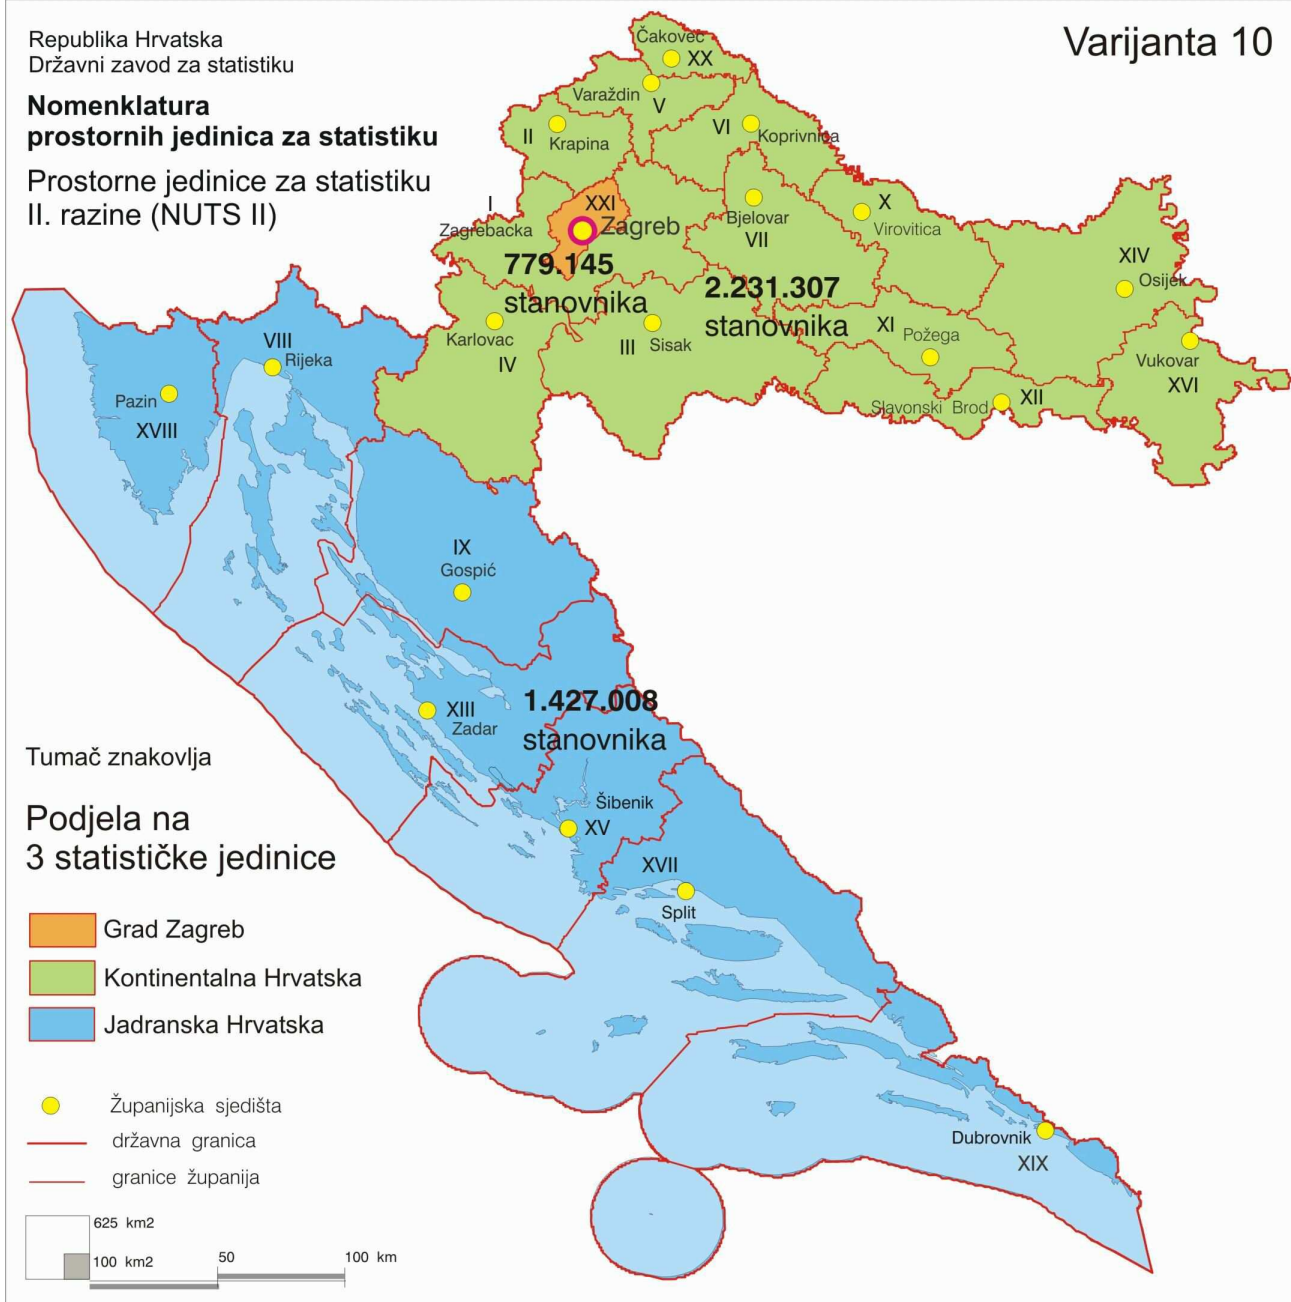 Republika Hrvatska
Državni zavod za statistiku
Nomenklatura
prostornih jedinica za statistiku
Prostorne jedinice za statistiku
II. razine (NUTS II)
Varijanta 10
Čakovec
XX
Varaždin
V
II
Krapina
VI
Koprivnica
I
Zagrebacka
XXI
Zagreb
779.145
stanovnika
Bjelovar
VII
X
Virovitica
2.231.307
stanovnika
XIV
Osijek
Karlovac
IV
III
Sisak
XI
Požega
Vukovar
XVI
Slavonski Brod
XII
VIII
Rijeka
Pazin
XVIII
IX
Gospić
XIII
Zadar
1.427.008
stanovnika
Šibenik
XV
XVII
Split
Dubrovnik
XIX
Tumač znakovlja
Podjela na
3 statističke jedinice
Grad Zagreb
Kontinentalna Hrvatska
Jadranska Hrvatska
Županijska sjedišta
državna granica
granice županija
625 km2
100 km2
50
100 km